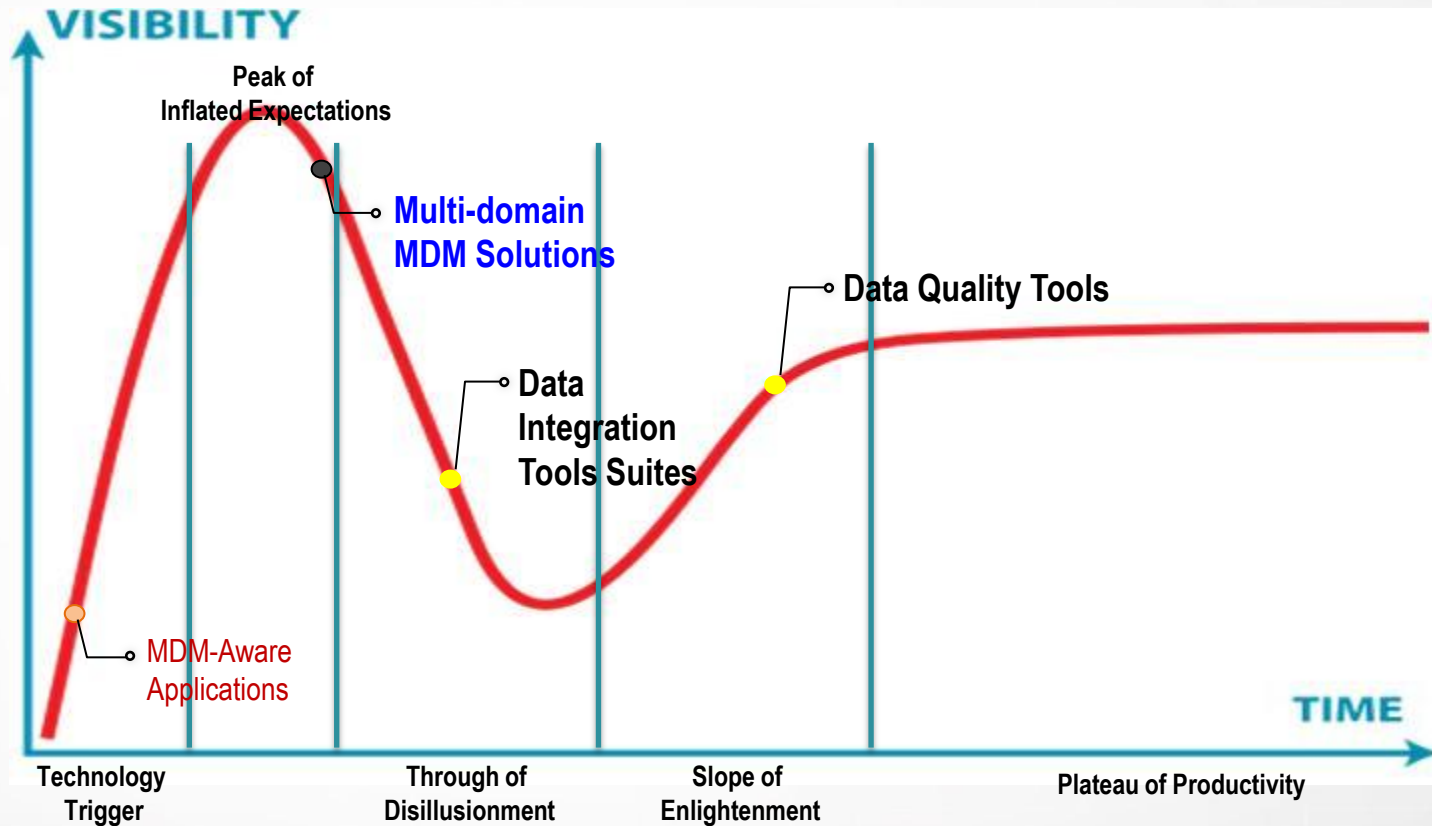 VISIBILITY
Peak of
Inflated Expectations
Multi-domain
MDM Solutions
Data Quality Tools
Data
Integration
Tools Suites
MDM-Aware
Applications
TIME
Technology
Trigger
Through of
Disillusionment
Slope of
Enlightenment
Plateau of Productivity